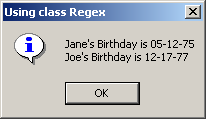 Using class Regex
Jane's Birthday is 05-12-75
Joe's Birthday is 12-17-77
OK